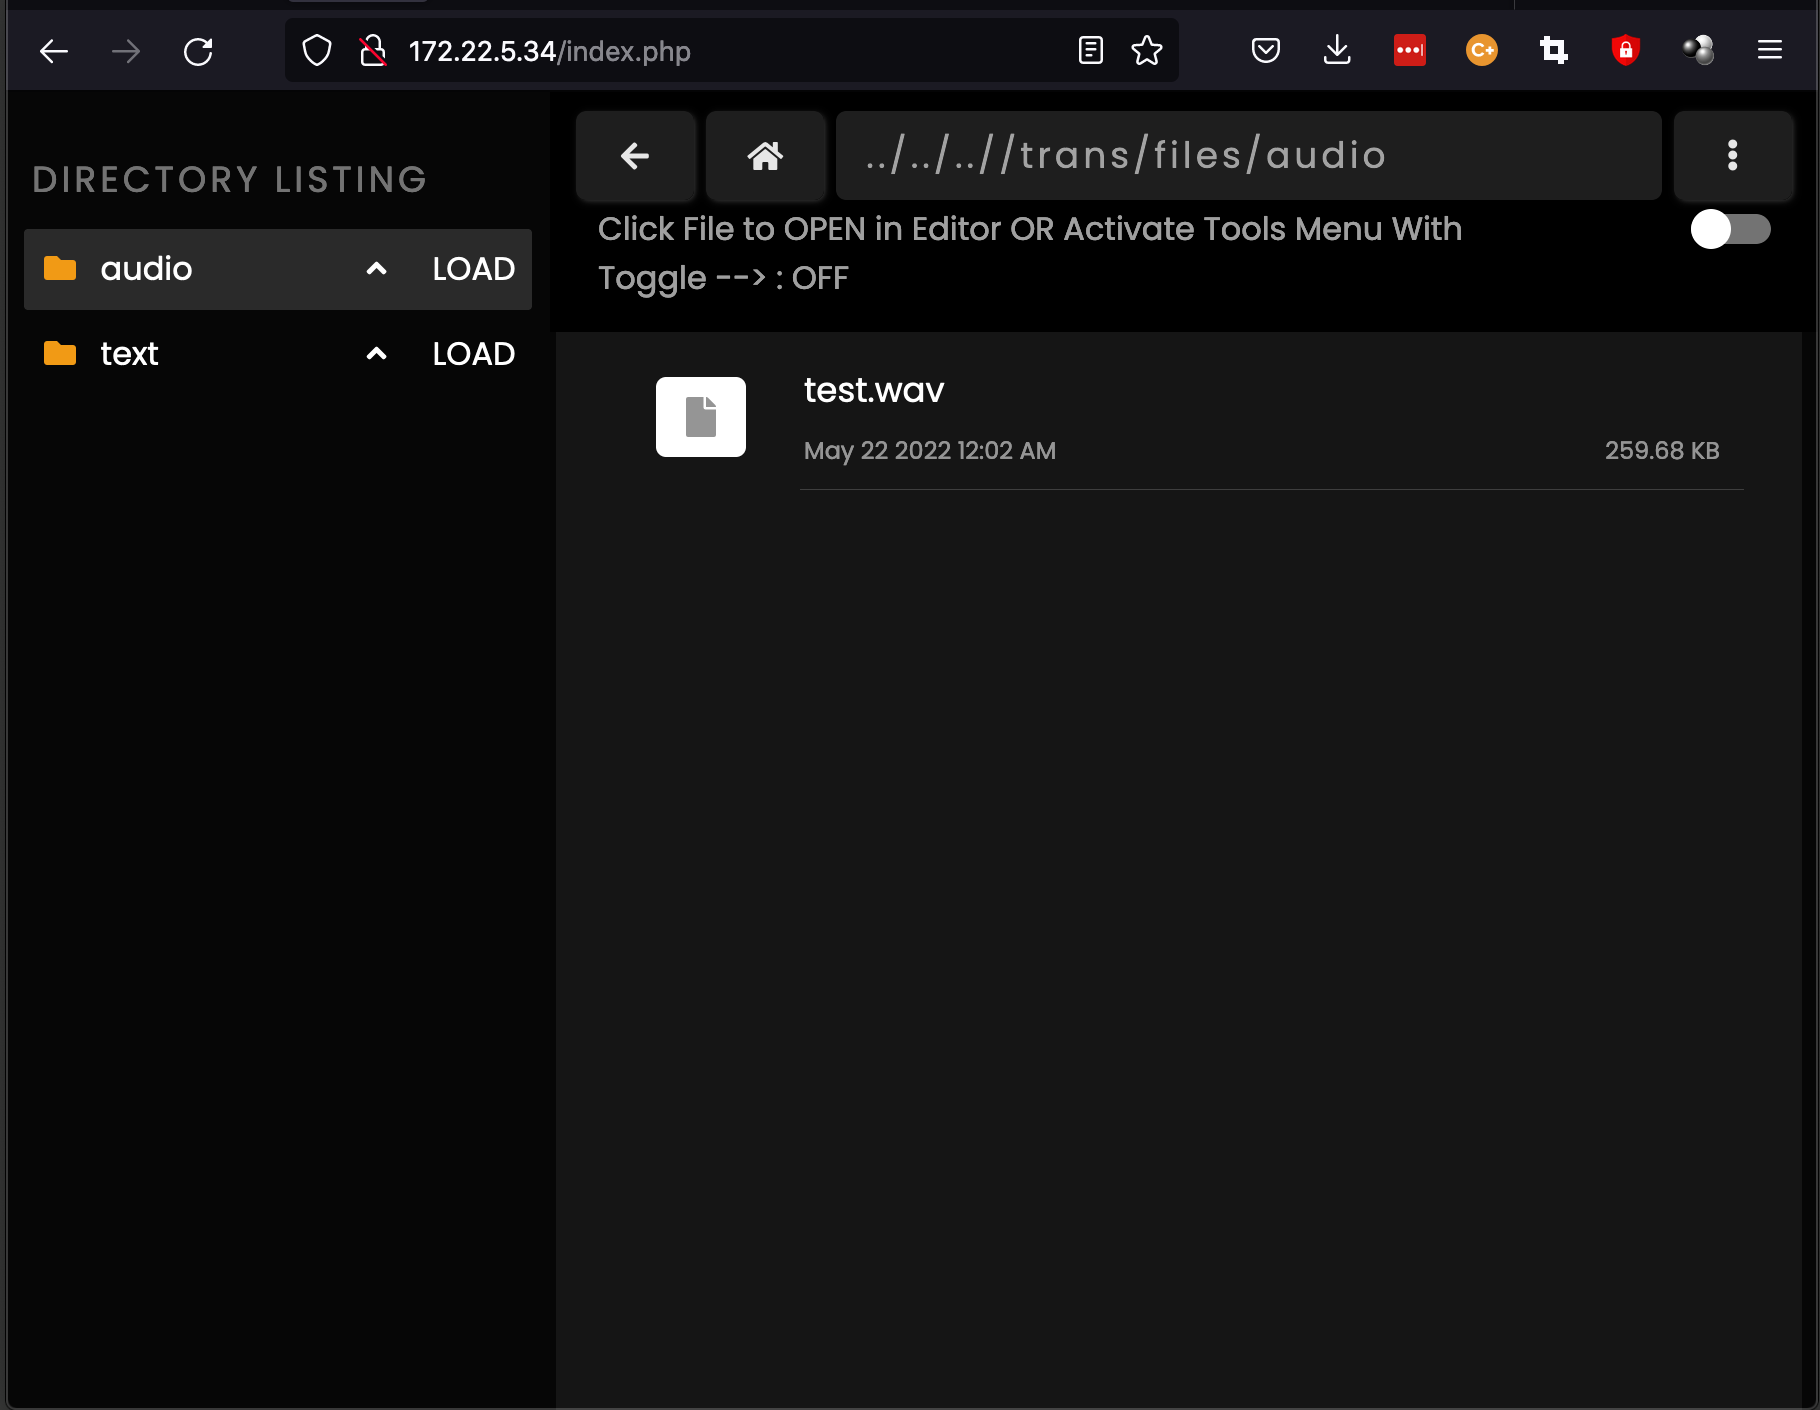 172.22.5.34/index.php
C+
DIRECTORY LISTING
audio LOAD
text LOAD
../../..//trans/files/audio
Click File to OPEN in Editor OR Activate Tools Menu With
Toggle --> : OFF
test.wav
May 22 2022 12:02 AM 259.68 KB